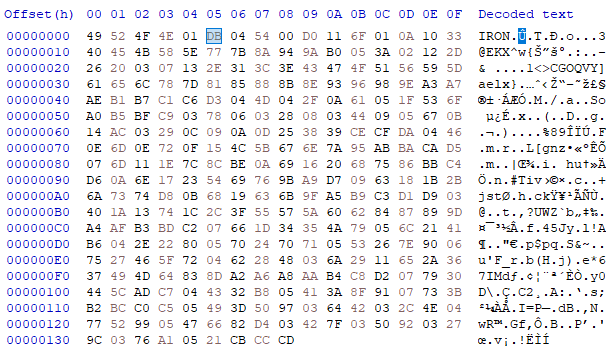 Offset(h) 00 01 02 03 04 05 06 07 08 09 0A 0B 0C 0D 0E 0F Decoded text
00000000 49 52 4F 4E 01 DB 04 54 00 D0 11 6F 01 0A 10 33 IRON.Û.T.Ð.o...3
00000010 40 45 4B 58 5E 77 7B 8A 94 9A B0 05 3A 02 12 2D @EKX^w{Š”š°.:..-
00000020 26 20 03 07 13 2E 31 3C 3E 43 47 4F 51 56 59 5D & ....1<>CGOQVY]
00000030 61 65 6C 78 7D 81 85 88 8B 8E 93 96 98 9E A3 A7 aelx}.…ˆ‹Ž“–˜ž£§
00000040 AE B1 B7 C1 C6 D3 04 4D 04 2F 0A 61 05 1F 53 6F ®±·ÁÆÓ.M./.a..So
00000050 A0 B5 BF C9 03 78 06 03 28 08 03 44 09 05 67 0B  µ¿É.x..(..D..g.
00000060 14 AC 03 29 0C 09 0A 0D 25 38 39 CE CF DA 04 46 .¬.)....%89ÎÏÚ.F
00000070 0E 6D 0E 72 0F 15 4C 5B 67 6E 7A 95 AB BA CA D5 .m.r..L[gnz•«ºÊÕ
00000080 07 6D 11 1E 7C 8C BE 0A 69 16 20 68 75 86 BB C4 .m..|Œ¾.i. hu†»Ä
00000090 D6 0A 6E 17 23 54 69 76 9B A9 D7 09 63 18 1B 2B Ö.n.#Tiv›©×.c..+
000000A0 6A 73 74 D8 0B 68 19 63 6B 9F A5 B9 C3 D1 D9 03 jstØ.h.ckŸ¥¹ÃÑÙ.
000000B0 40 1A 13 74 1C 2C 3F 55 57 5A 60 62 84 87 89 9D @..t.,?UWZ`b„‡‰.
000000C0 A4 AF B3 BD C2 07 66 1D 34 35 4A 79 05 6C 21 41 ¤¯³½Â.f.45Jy.l!A
000000D0 B6 04 2E 22 80 05 70 24 70 71 05 53 26 7E 90 06 ¶.."€.p$pq.S&~..
000000E0 75 27 46 5F 72 04 62 28 48 03 6A 29 11 65 2A 36 u'F_r.b(H.j).e*6
000000F0 37 49 4D 64 83 8D A2 A6 A8 AA B4 C8 D2 07 79 30 7IMdƒ.¢¦¨ª´ÈÒ.y0
00000100 44 5C AD C7 04 43 32 B8 05 41 3A 8F 91 07 73 3B D\.Ç.C2¸.A:.‘.s;
00000110 B2 BC C0 C5 05 49 3D 50 97 03 64 42 03 2C 4E 04 ²¼ÀÅ.I=P—.dB.,N.
00000120 77 52 99 05 47 66 82 D4 03 42 7F 03 50 92 03 27 wR™.Gf‚Ô.B..P’.'
00000130 9C 03 76 A1 05 21 CB CC CD œ.v¡.!ËÌÍ